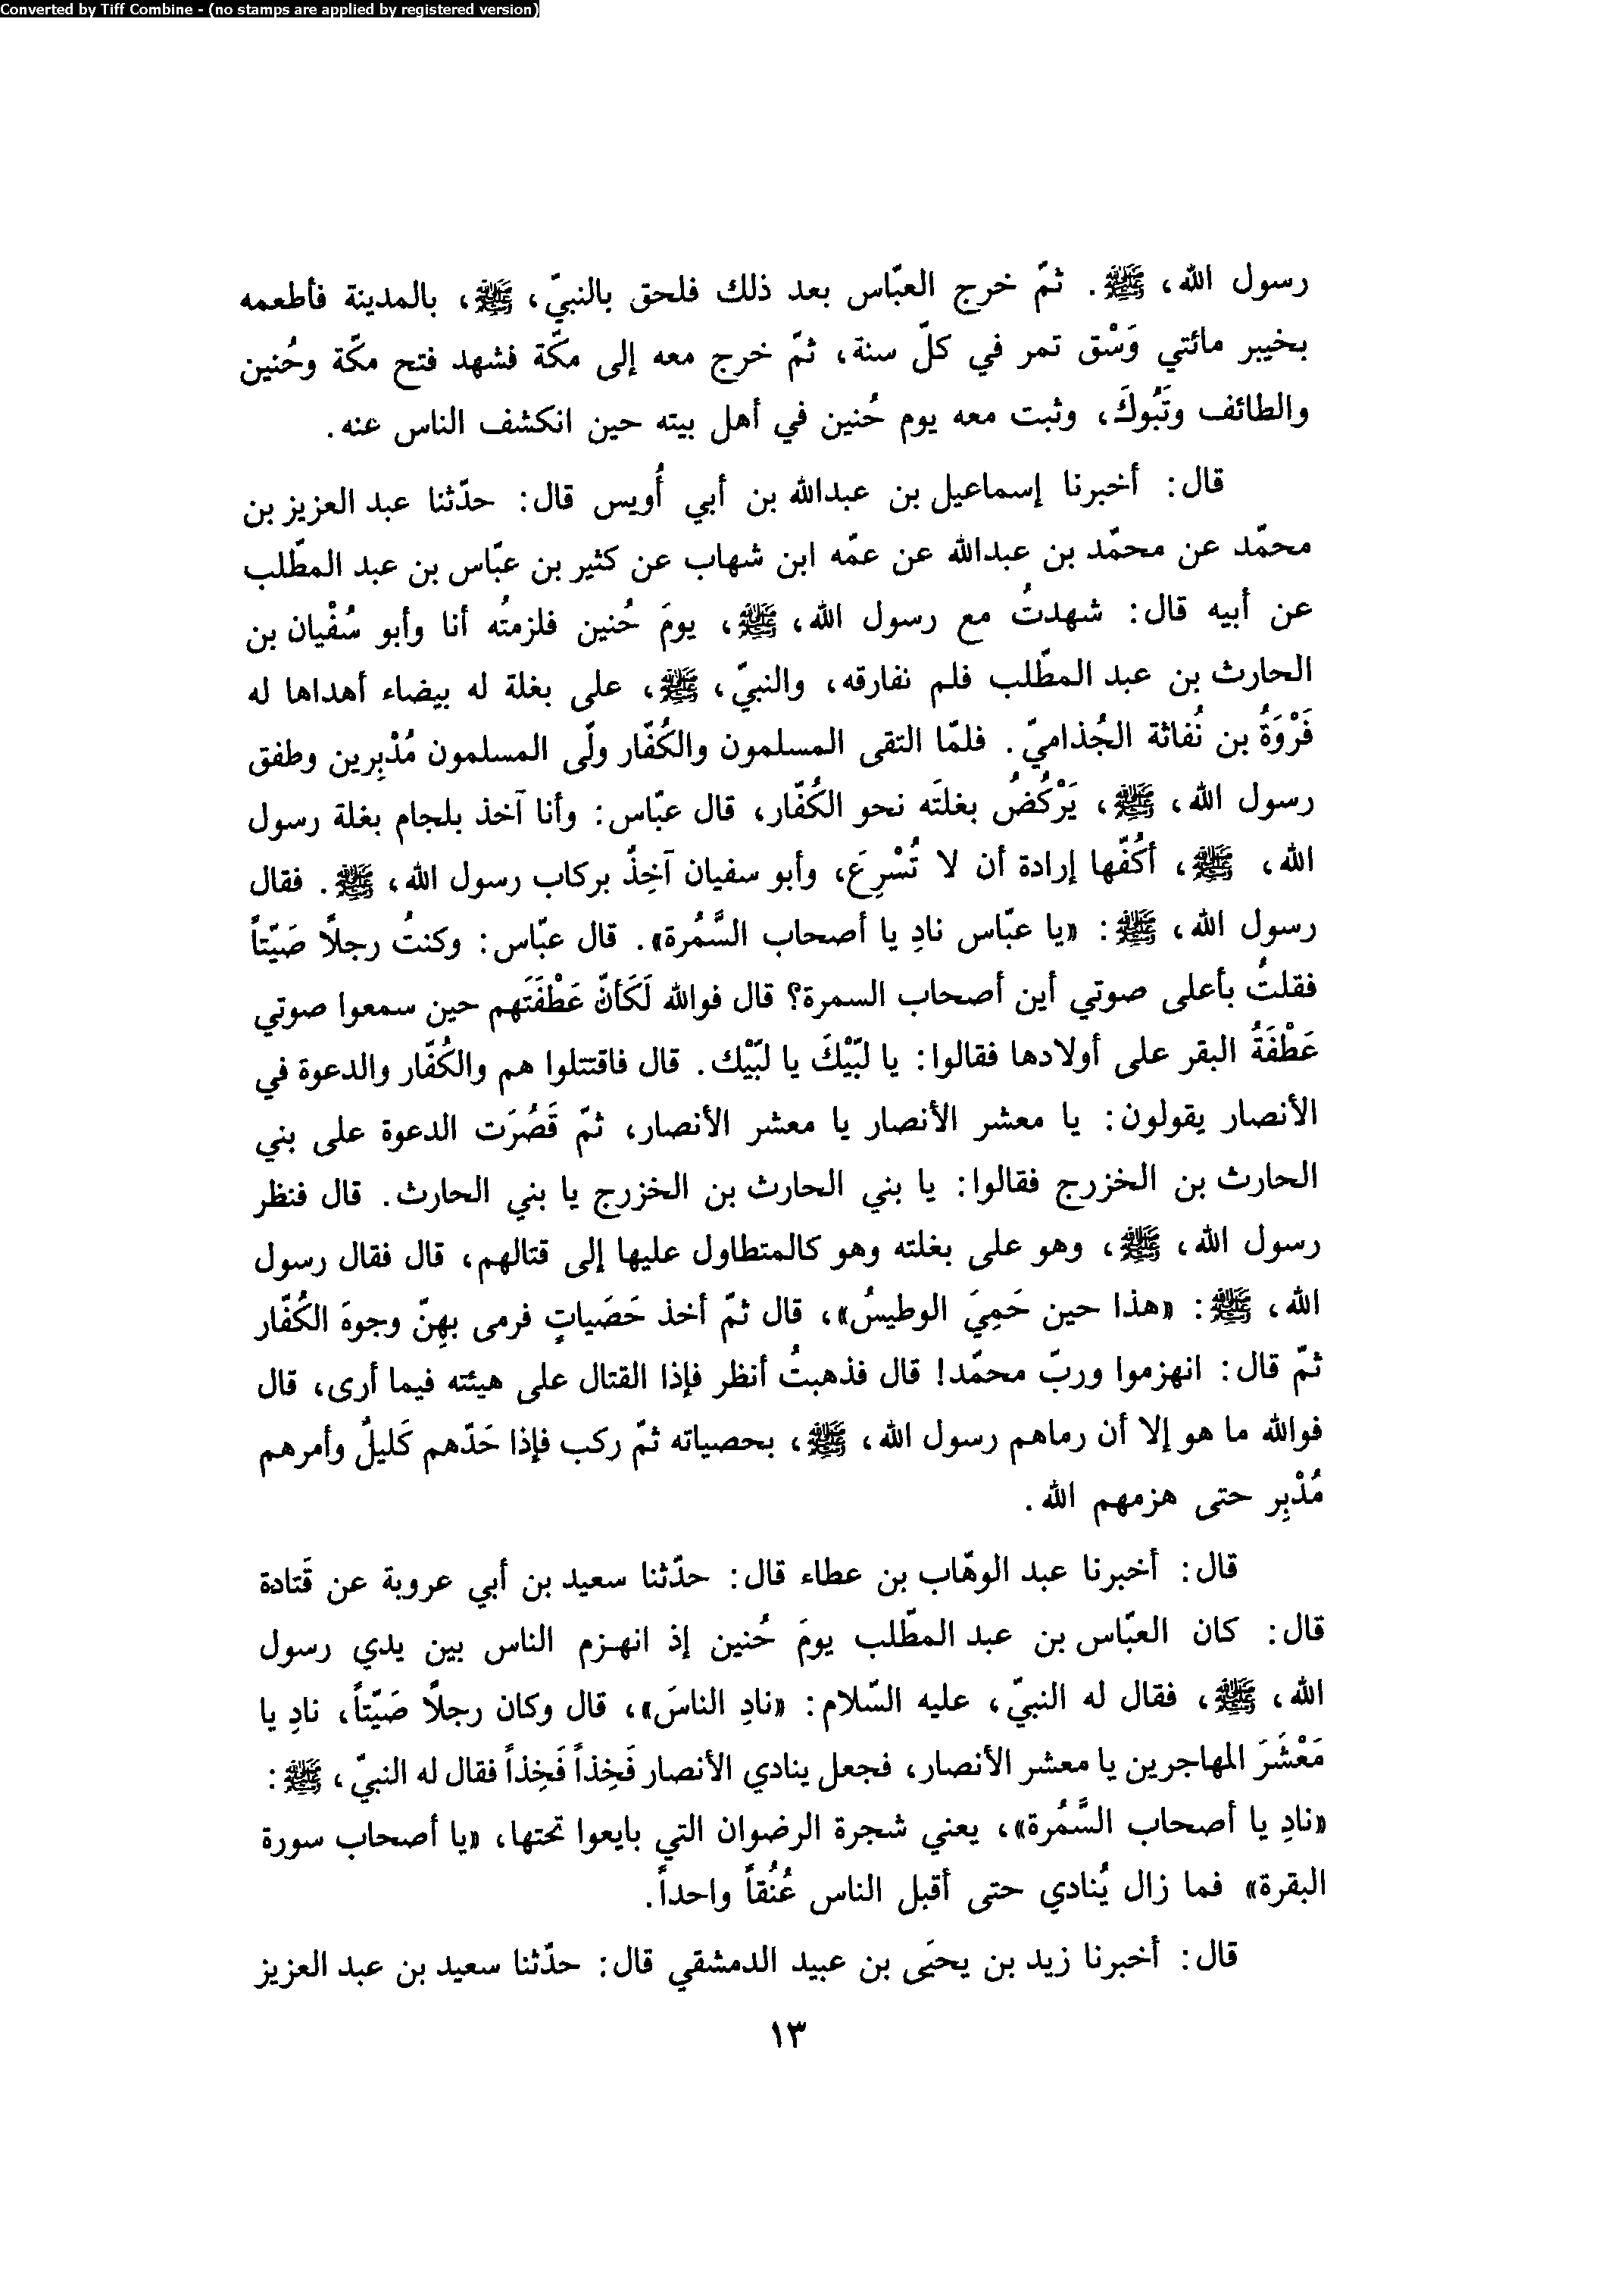 Converted by Tiff Combine - (no stamps are applied by registered version)
رسول الله، ﷺ. ثمّ خرج العبّاس بعد ذلك فلحق بالنبيّ، ﷺ، بالمدينة فأطعمه
بخيبر مائتي وَسْق تمر في كلّ سنة، ثمّ خرج معه إلى مكّة فشهد فتح مكّة وحُنين
والطائف وتَبُوكَ، وثبت معه يوم حُنين في أهل بيته حين انكشف الناس عنه.
قال: أخبرنا إسماعيل بن عبدالله بن أبي أُويس قال: حدّثنا عبد العزيز بن
محمّد عن محمّد بن عبدالله عن عمّه ابن شهاب عن كثير بن عبّاس بن عبد المطّلب
عن أبيه قال: شهدتُ مع رسول الله، ﷺ، يومَ حُنين فلزمتُه أنا وأبو سُفْيان بن
الحارث بن عبد المطّلب فلم نفارقه، والنبيّ، ﷺ، على بغلة له بيضاء أهداها له
فَرْوَةُ بن نُفاثة الجُذاميّ. فلمّا التقى المسلمون والكُفّار ولّى المسلمون مُدْبِرين وطفق
رسول الله، ﷺ، يَرْكُضُ بغلتَه نحو الكُفّار، قال عبّاس: وأنا آخذ بلجام بغلة رسول
الله، ﷺ، أكُفّها إرادة أن لا تُسْرِعَ، وأبو سفيان آخِذٌ بركاب رسول الله، ﷺ. فقال
رسول الله، ﷺ: «يا عبّاس نادِ يا أصحاب السَّمُرة». قال عبّاس: وكنتُ رجلاً صَيّتاً
فقلتُ بأعلى صوتي أين أصحاب السمرة؟ قال فوالله لَكَأنّ عَطْفَتَهم حين سمعوا صوتي
عَطْفَةُ البقر على أولادها فقالوا: يا لبّيْكَ يا لبّيْك. قال فاقتتلوا هم والكُفّار والدعوة في
الأنصار يقولون: يا معشر الأنصار يا معشر الأنصار، ثمّ قَصُرَت الدعوة على بني
الحارث بن الخزرج فقالوا: يا بني الحارث بن الخزرج يا بني الحارث. قال فنظر
رسول الله، ﷺ، وهو على بغلته وهو كالمتطاول عليها إلى قتالهم، قال فقال رسول
الله، ﷺ: «هذا حين حَمِيَ الوطيسُ»، قال ثمّ أخذ حَصَياتٍ فرمى بهِنّ وجوهَ الكُفّار
ثمّ قال: انهزموا وربّ محمّد! قال فذهبتُ أنظر فإذا القتال على هيئته فيما أرى، قال
فوالله ما هو إلا أن رماهم رسول الله، ﷺ، بحصياته ثمّ ركب فإذا حَدّهم كَليلٌ وأمرهم
مُدْبِر حتى هزمهم الله.
قال: أخبرنا عبد الوهّاب بن عطاء قال: حدّثنا سعيد بن أبي عروبة عن قَتادة
قال: كان العبّاس بن عبد المطّلب يومَ حُنين إذ انهزم الناس بين يدي رسول
الله، ﷺ، فقال له النبيّ، عليه السّلام: «نادِ الناسَ»، قال وكان رجلاً صَيّتاً، نادِ يا
مَعْشَرَ المهاجرين يا معشر الأنصار، فجعل ينادي الأنصار فَخِذاً فَخِذاً فقال له النبيّ، ﷺ:
«نادِ يا أصحاب السَّمُرة»، يعني شجرة الرضوان التي بايعوا تحتها، «يا أصحاب سورة
البقرة» فما زال يُنادي حتى أقبل الناس عُنُقاً واحداً.
قال: أخبرنا زيد بن يحيَى بن عبيد الدمشقي قال: حدّثنا سعيد بن عبد العزيز
١٣